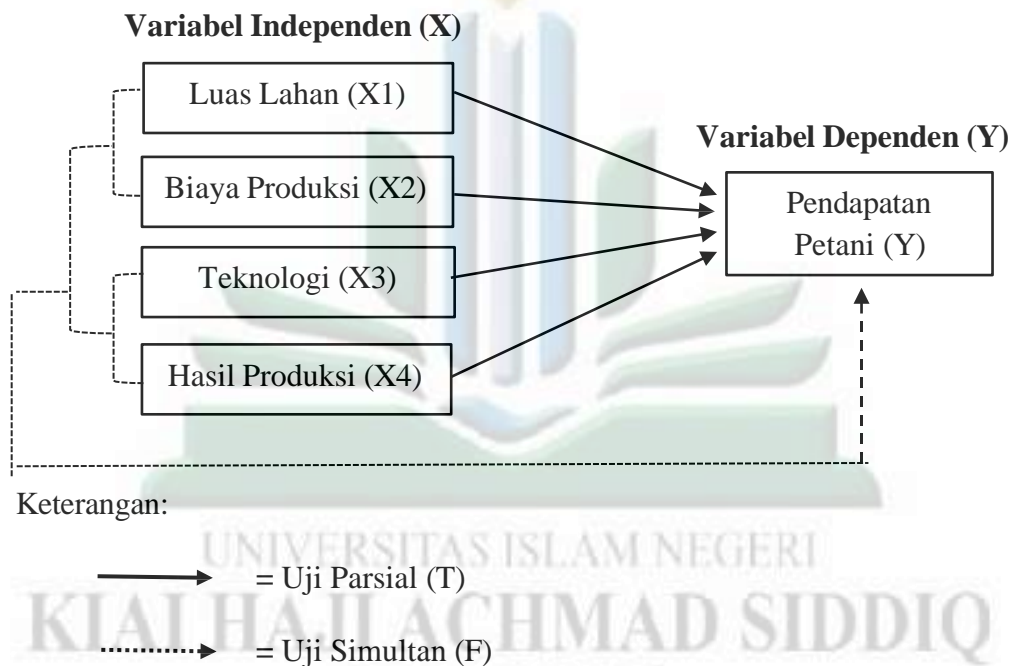 Variabel Independen (X)
Luas Lahan (X1)
Biaya Produksi (X2)
Teknologi (X3)
Hasil Produksi (X4)
Variabel Dependen (Y)
Pendapatan
Petani (Y)
Keterangan:
= Uji Parsial (T)
= Uji Simultan (F)
UNIVERSITAS ISLAM NEGERI
KIAI HAJI ACHMAD SIDDIQ